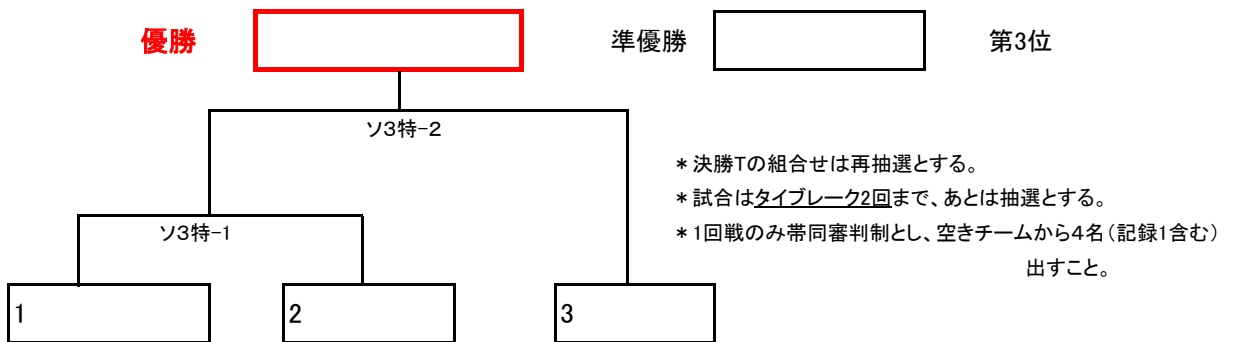 優勝 準優勝 第3位
ソ3特-2
＊決勝Tの組合せは再抽選とする。
＊試合はタイブレーク2回まで、あとは抽選とする。
ソ3特-1
＊1回戦のみ帯同審判制とし、空きチームから4名（記録1含む）
出すこと。
1 2 3